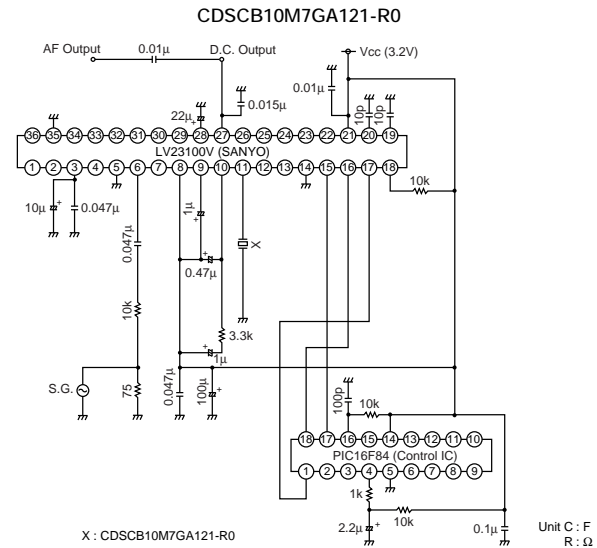 CDSCB10M7GA121-R0
AF Output
0.01μ
D.C. Output
Vcc (3.2V)
0.01μ
0.015μ
22μ
+
10p
10p
36 35 34 33 32 31 30 29 28 27 26 25 24 23 22 21 20 19
LV23100V (SANYO)
1 2 3 4 5 6 7 8 9 10 11 12 13 14 15 16 17 18
10k
10μ
+
0.047μ
0.047μ
1μ
+
X
+
0.47μ
10k
3.3k
+
1μ
S.G.
75
0.047μ
100μ
+
100p
10k
18 17 16 15 14 13 12 11 10
PIC16F84 (Control IC)
1 2 3 4 5 6 7 8 9
1k
10k
2.2μ
+
0.1μ
X : CDSCB10M7GA121-R0
Unit C : F
R : Ω